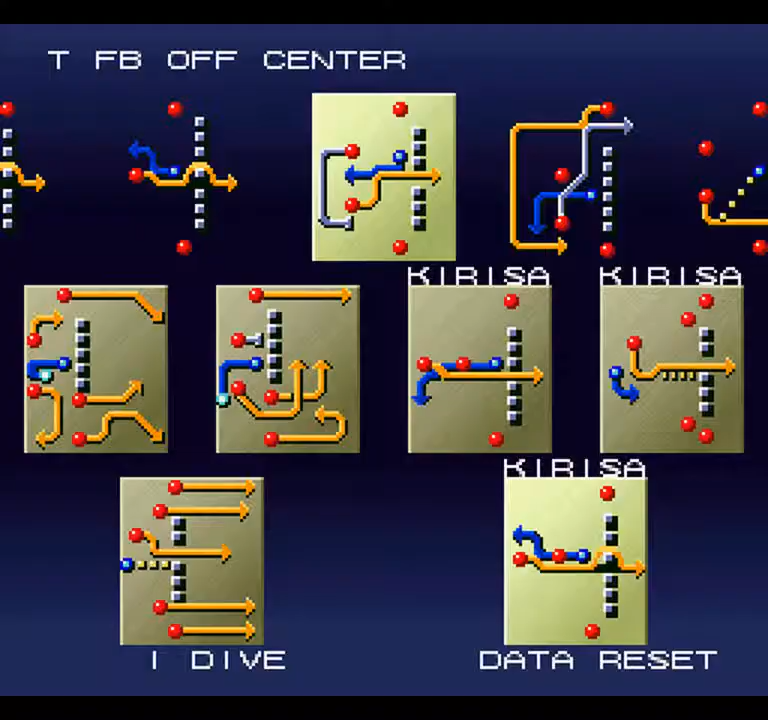 T FB OFF CENTER
KIRISA KIRISA
KIRISA
I DIVE DATA RESET